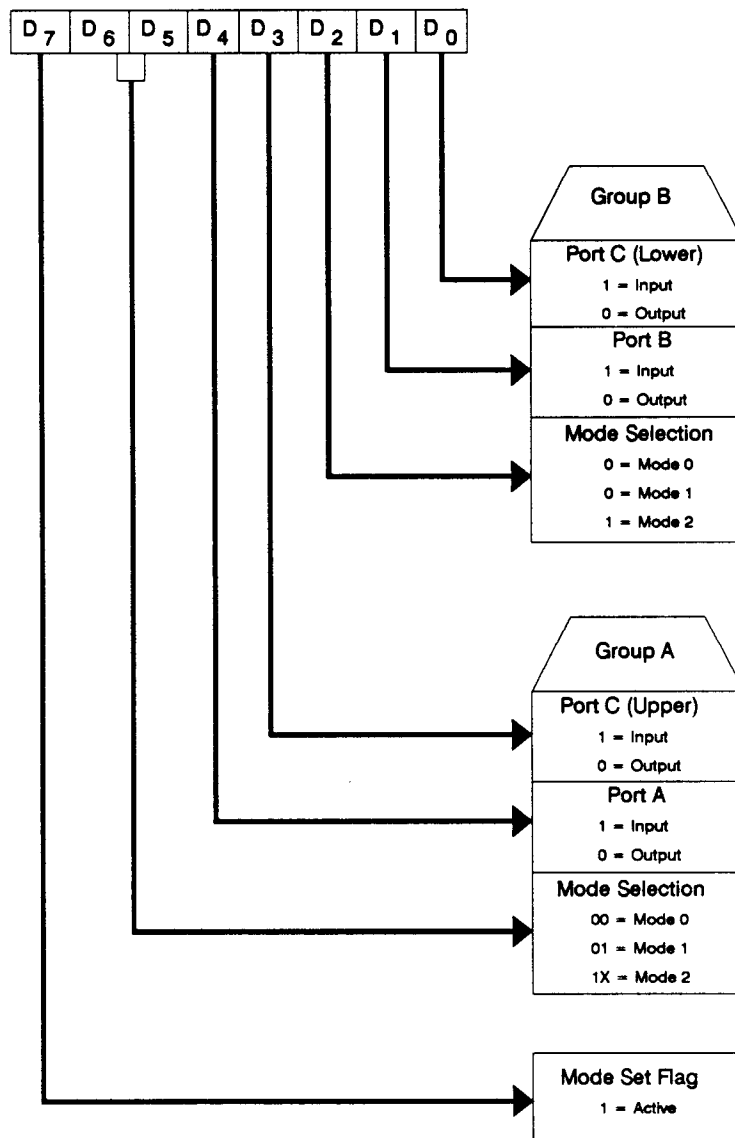 D7 D6 D5 D4 D3 D2 D1 D0
Group B
Port C (Lower)
1 = Input
0 = Output
Port B
1 = Input
0 = Output
Mode Selection
0 = Mode 0
0 = Mode 1
1 = Mode 2
Group A
Port C (Upper)
1 = Input
0 = Output
Port A
1 = Input
0 = Output
Mode Selection
00 = Mode 0
01 = Mode 1
1X = Mode 2
Mode Set Flag
1 = Active